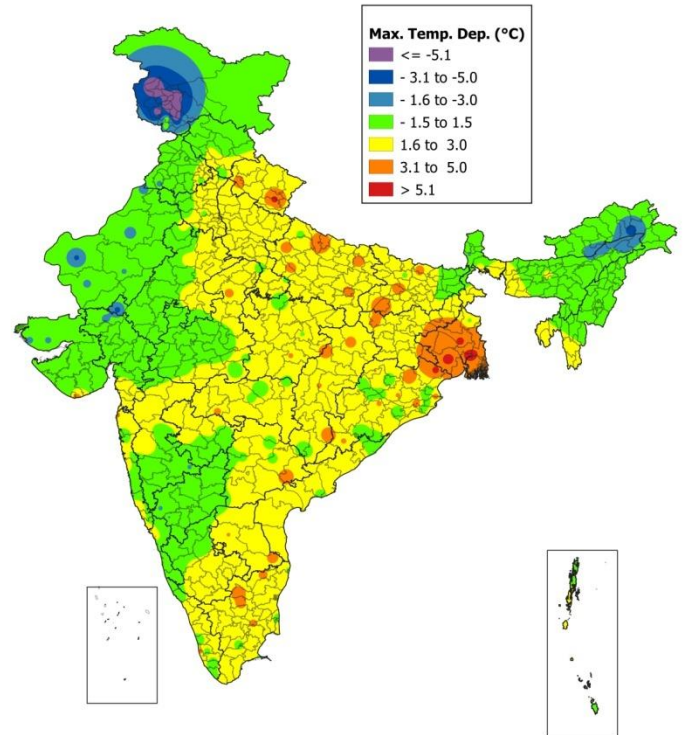 Max. Temp. Dep. (°C)
<= -5.1
- 3.1 to -5.0
- 1.6 to -3.0
- 1.5 to 1.5
1.6 to 3.0
3.1 to 5.0
> 5.1